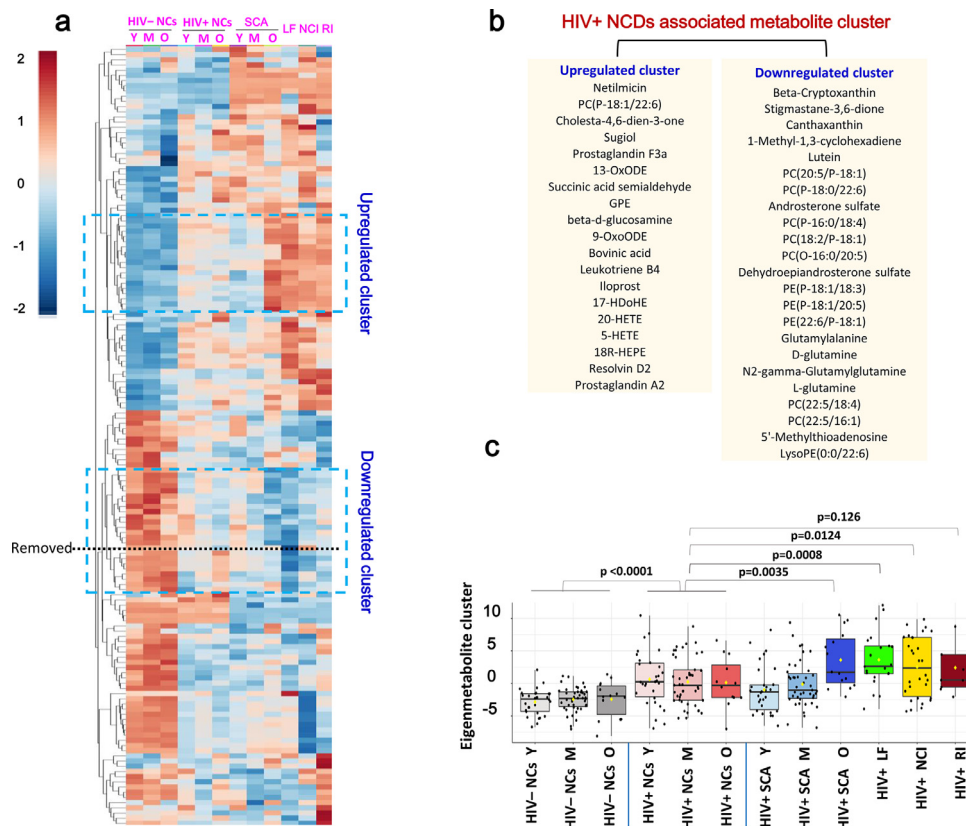 a
HIV− NCs HIV+ NCs SCA LF NCI RI
Y M O Y M O Y M O
2
1
0
-1
-2
Upregulated cluster
Downregulated cluster
Removed
b
HIV+ NCDs associated metabolite cluster
Upregulated cluster
Netilmicin
PC(P-18:1/22:6)
Cholesta-4,6-dien-3-one
Sugiol
Prostaglandin F3a
13-OxODE
Succinic acid semialdehyde
GPE
beta-d-glucosamine
9-OxoODE
Bovinic acid
Leukotriene B4
Iloprost
17-HDoHE
20-HETE
5-HETE
18R-HEPE
Resolvin D2
Prostaglandin A2
Downregulated cluster
Beta-Cryptoxanthin
Stigmastane-3,6-dione
Canthaxanthin
1-Methyl-1,3-cyclohexadiene
Lutein
PC(20:5/P-18:1)
PC(P-18:0/22:6)
Androsterone sulfate
PC(P-16:0/18:4)
PC(18:2/P-18:1)
PC(O-16:0/20:5)
Dehydroepiandrosterone sulfate
PE(P-18:1/18:3)
PE(P-18:1/20:5)
PE(22:6/P-18:1)
Glutamylalanine
D-glutamine
N2-gamma-Glutamylglutamine
L-glutamine
PC(22:5/18:4)
PC(22:5/16:1)
5'-Methylthioadenosine
LysoPE(0:0/22:6)
c
p=0.126
p=0.0124
p=0.0008
p <0.0001 p=0.0035
Eigenmetabolite cluster
10
5
0
-5
HIV− NCs Y
HIV− NCs M
HIV− NCs O
HIV+ NCs Y
HIV+ NCs M
HIV+ NCs O
HIV+ SCA Y
HIV+ SCA M
HIV+ SCA O
HIV+ LF
HIV+ NCI
HIV+ RI